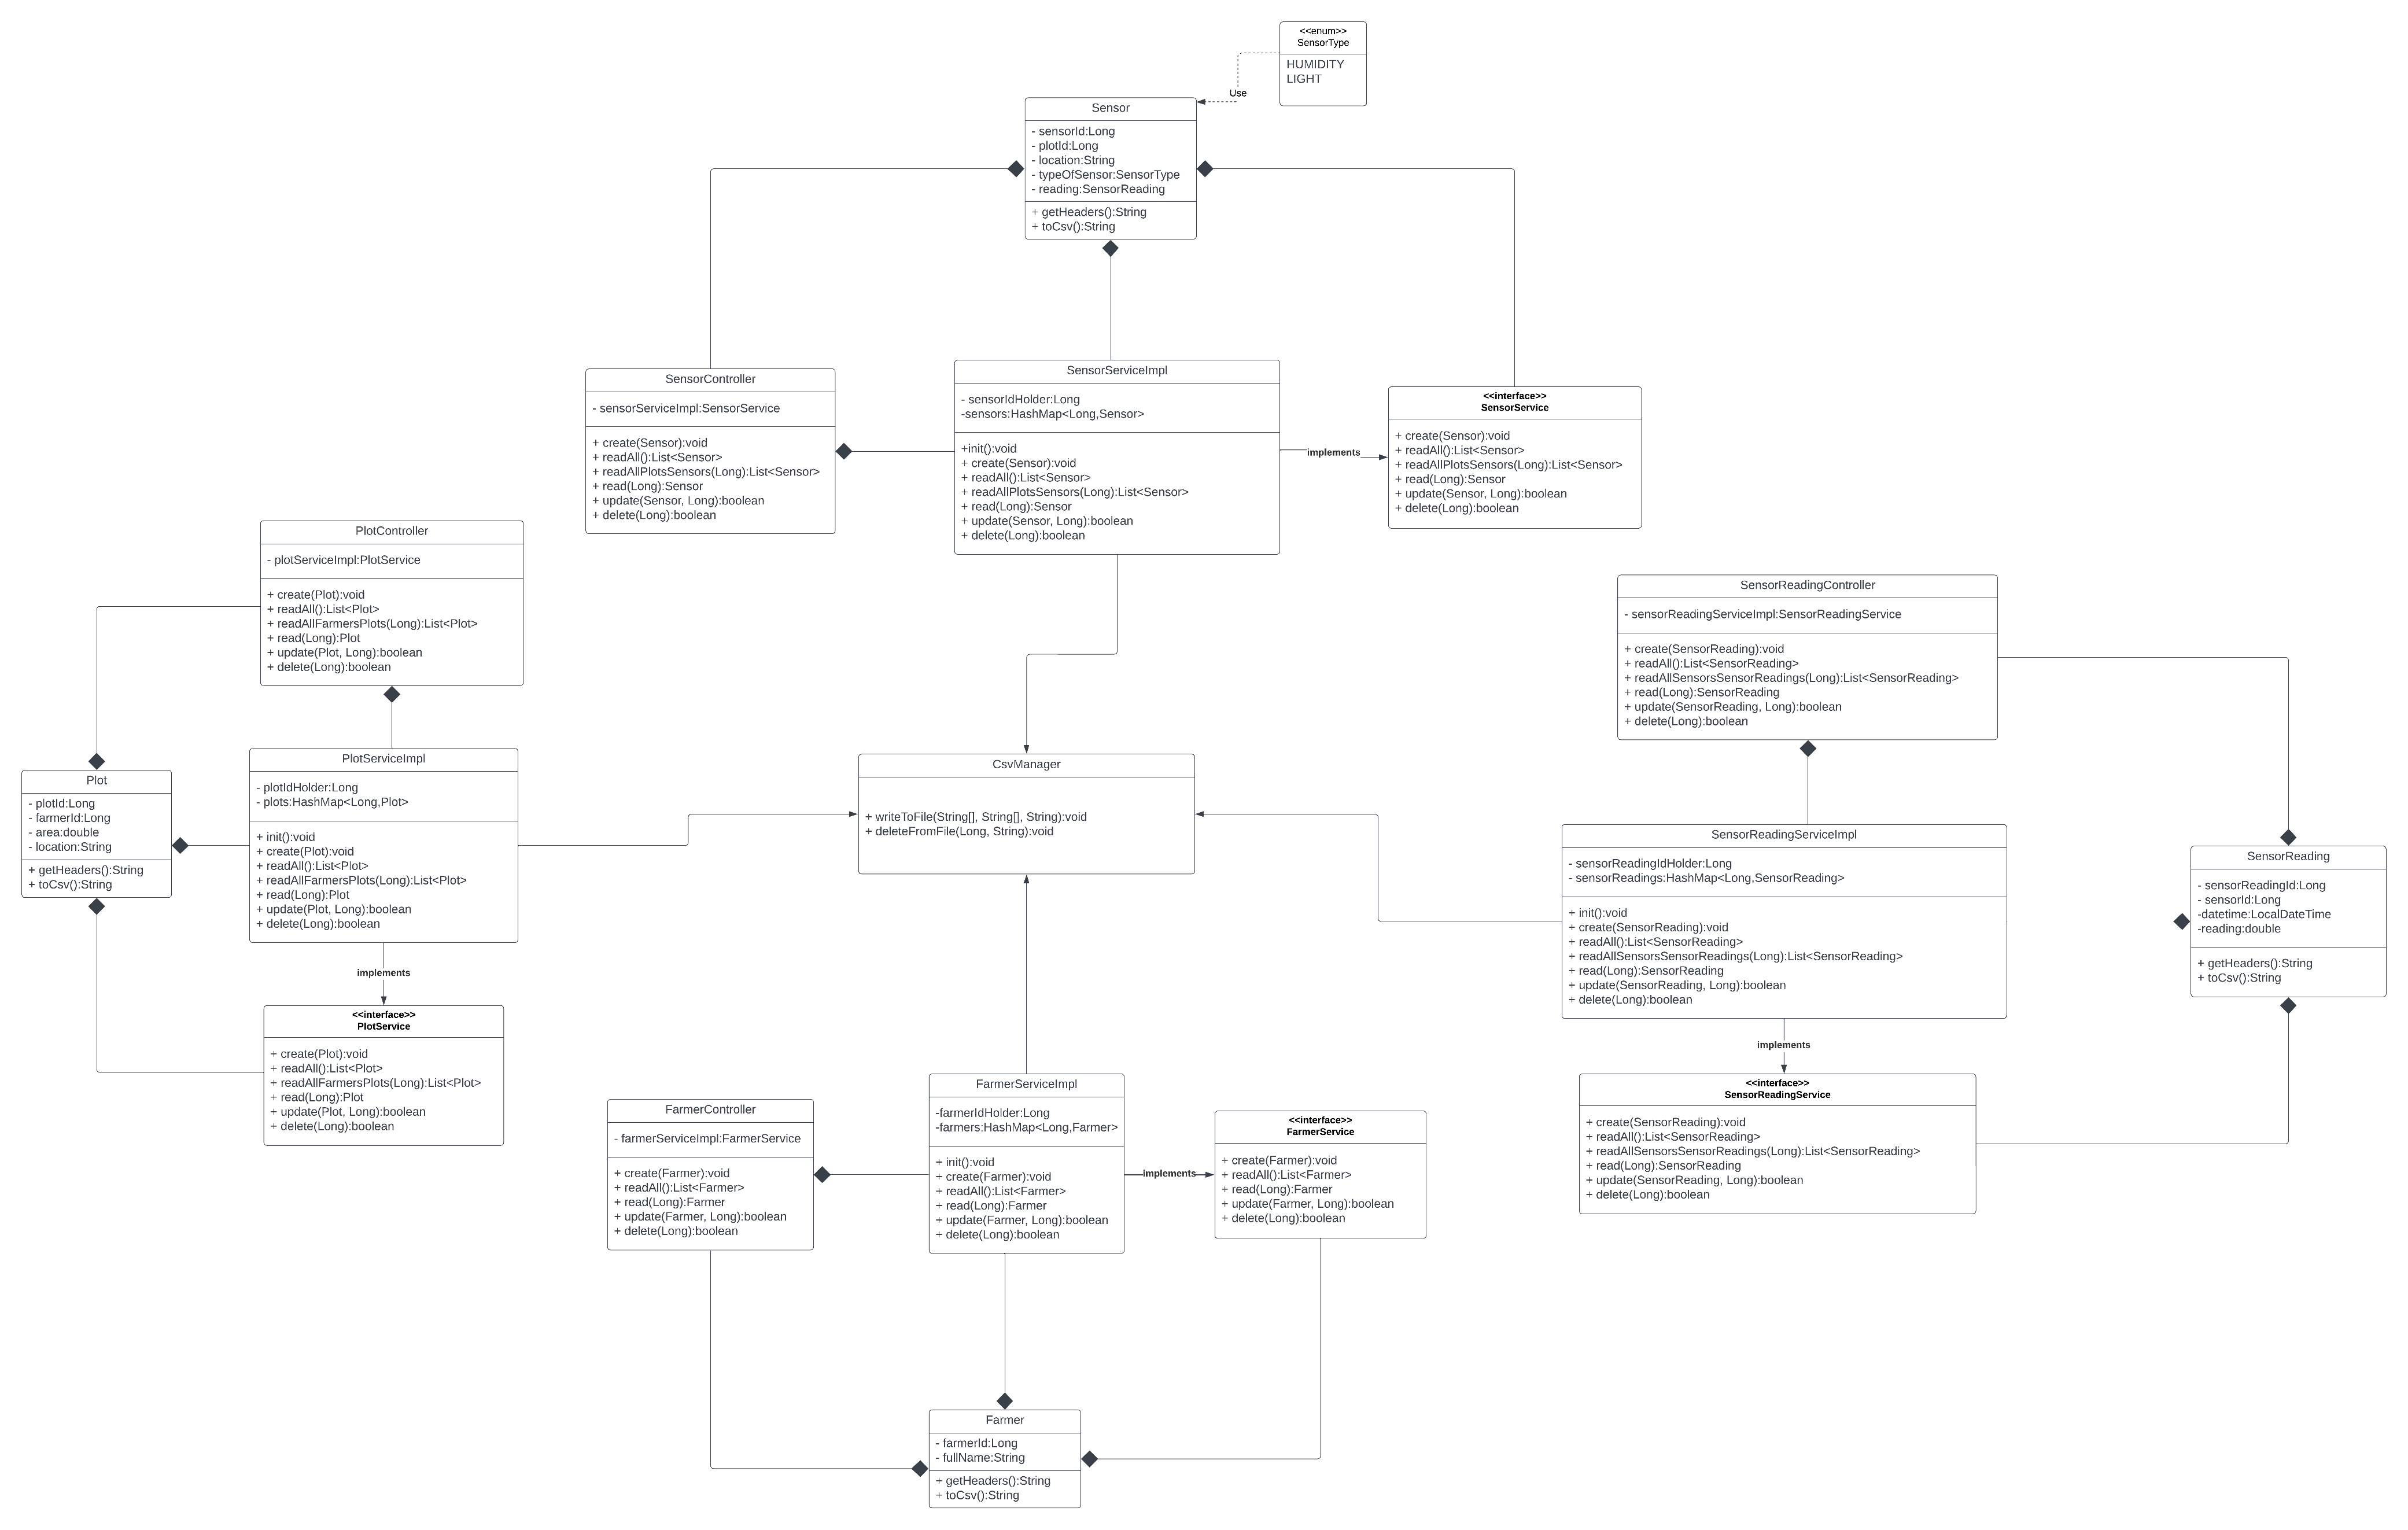 <<enum>>
SensorType
HUMIDITY
LIGHT
Use
Sensor
- sensorId:Long
- plotId:Long
- location:String
- typeOfSensor:SensorType
- reading:SensorReading
+ getHeaders():String
+ toCsv():String
SensorController
- sensorServiceImpl:SensorService
+ create(Sensor):void
+ readAll():List<Sensor>
+ readAllPlotsSensors(Long):List<Sensor>
+ read(Long):Sensor
+ update(Sensor, Long):boolean
+ delete(Long):boolean
SensorServiceImpl
- sensorIdHolder:Long
-sensors:HashMap<Long,Sensor>
+init():void
+ create(Sensor):void
+ readAll():List<Sensor>
+ readAllPlotsSensors(Long):List<Sensor>
+ read(Long):Sensor
+ update(Sensor, Long):boolean
+ delete(Long):boolean
implements
<<interface>>
SensorService
+ create(Sensor):void
+ readAll():List<Sensor>
+ readAllPlotsSensors(Long):List<Sensor>
+ read(Long):Sensor
+ update(Sensor, Long):boolean
+ delete(Long):boolean
PlotController
- plotServiceImpl:PlotService
+ create(Plot):void
+ readAll():List<Plot>
+ readAllFarmersPlots(Long):List<Plot>
+ read(Long):Plot
+ update(Plot, Long):boolean
+ delete(Long):boolean
SensorReadingController
- sensorReadingServiceImpl:SensorReadingService
+ create(SensorReading):void
+ readAll():List<SensorReading>
+ readAllSensorsSensorReadings(Long):List<SensorReading>
+ read(Long):SensorReading
+ update(SensorReading, Long):boolean
+ delete(Long):boolean
Plot
- plotId:Long
- farmerId:Long
- area:double
- location:String
+ getHeaders():String
+ toCsv():String
PlotServiceImpl
- plotIdHolder:Long
- plots:HashMap<Long,Plot>
+ init():void
+ create(Plot):void
+ readAll():List<Plot>
+ readAllFarmersPlots(Long):List<Plot>
+ read(Long):Plot
+ update(Plot, Long):boolean
+ delete(Long):boolean
CsvManager
+ writeToFile(String[], String[], String):void
+ deleteFromFile(Long, String):void
SensorReadingServiceImpl
- sensorReadingIdHolder:Long
- sensorReadings:HashMap<Long,SensorReading>
+ init():void
+ create(SensorReading):void
+ readAll():List<SensorReading>
+ readAllSensorsSensorReadings(Long):List<SensorReading>
+ read(Long):SensorReading
+ update(SensorReading, Long):boolean
+ delete(Long):boolean
SensorReading
- sensorReadingId:Long
- sensorId:Long
-datetime:LocalDateTime
-reading:double
+ getHeaders():String
+ toCsv():String
implements
<<interface>>
PlotService
+ create(Plot):void
+ readAll():List<Plot>
+ readAllFarmersPlots(Long):List<Plot>
+ read(Long):Plot
+ update(Plot, Long):boolean
+ delete(Long):boolean
implements
<<interface>>
SensorReadingService
+ create(SensorReading):void
+ readAll():List<SensorReading>
+ readAllSensorsSensorReadings(Long):List<SensorReading>
+ read(Long):SensorReading
+ update(SensorReading, Long):boolean
+ delete(Long):boolean
FarmerController
- farmerServiceImpl:FarmerService
+ create(Farmer):void
+ readAll():List<Farmer>
+ read(Long):Farmer
+ update(Farmer, Long):boolean
+ delete(Long):boolean
FarmerServiceImpl
-farmerIdHolder:Long
-farmers:HashMap<Long,Farmer>
+ init():void
+ create(Farmer):void
+ readAll():List<Farmer>
+ read(Long):Farmer
+ update(Farmer, Long):boolean
+ delete(Long):boolean
implements
<<interface>>
FarmerService
+ create(Farmer):void
+ readAll():List<Farmer>
+ read(Long):Farmer
+ update(Farmer, Long):boolean
+ delete(Long):boolean
Farmer
- farmerId:Long
- fullName:String
+ getHeaders():String
+ toCsv():String